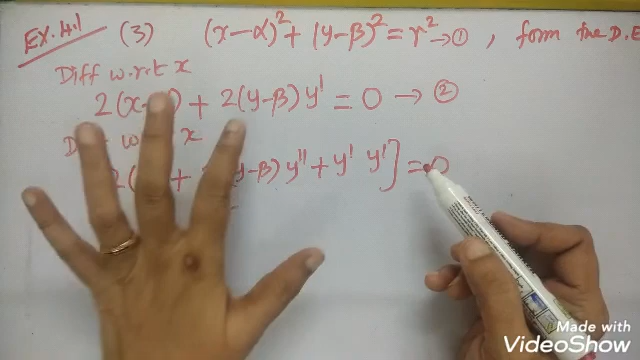 Ex. 4.1 (3) (x-α)² + (y-β)² = r² → ①, form the D.E
Diff w.r.t x
2(x- ) + 2(y-β) y' = 0 → ②
x
2( + y-β) y'' + y' y'] = 0
Made with
VideoShow